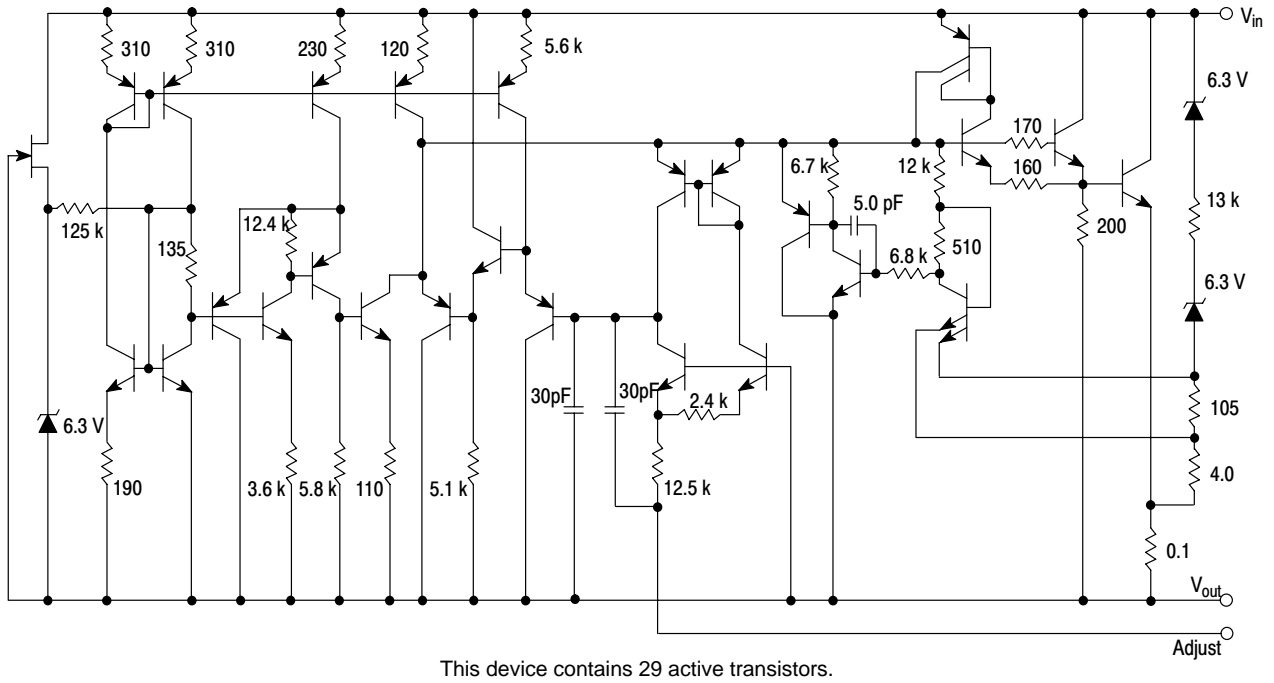 V_in
310
310
230
120
5.6 k
6.3 V
170
6.7 k
12 k
160
5.0 pF
13 k
125 k
12.4 k
200
135
510
6.8 k
6.3 V
30pF
30pF
2.4 k
105
6.3 V
190
3.6 k
5.8 k
110
5.1 k
12.5 k
4.0
0.1
V_out
Adjust
This device contains 29 active transistors.